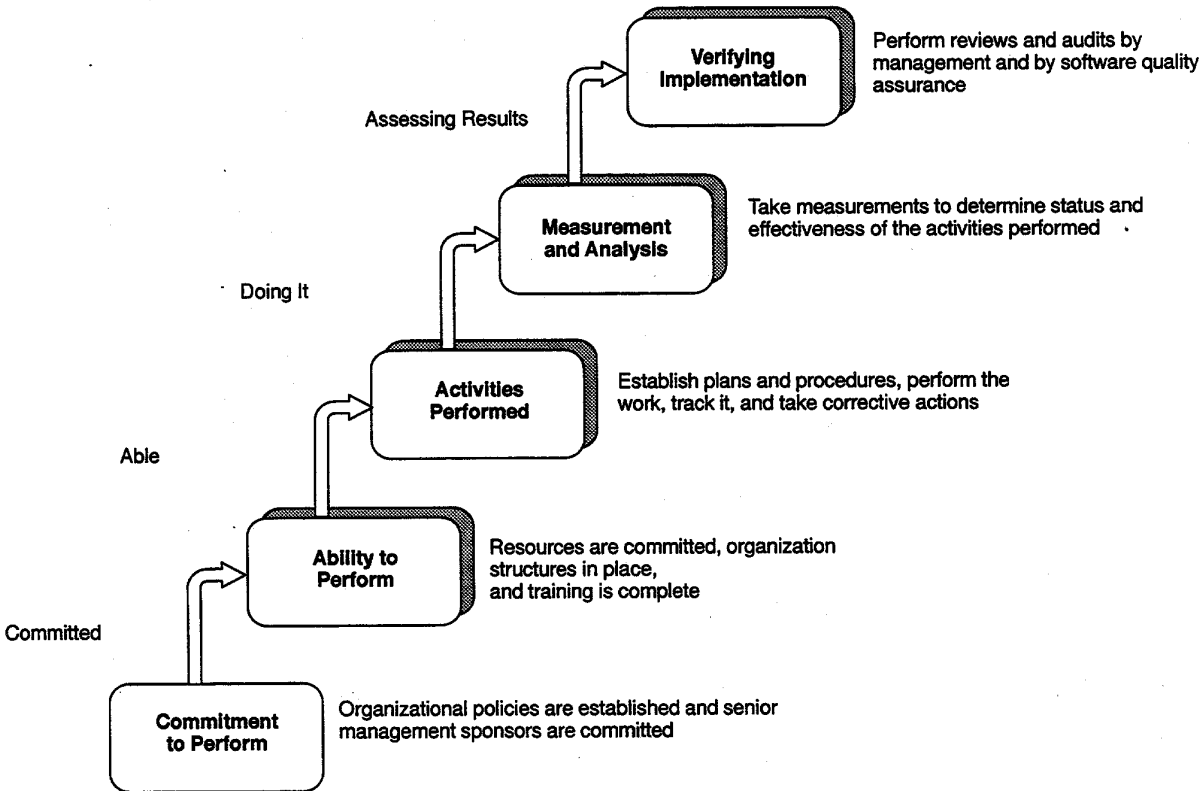 Verifying
Implementation
Perform reviews and audits by
management and by software quality
assurance
Assessing Results
Measurement
and Analysis
Take measurements to determine status and
effectiveness of the activities performed
Doing It
Activities
Performed
Establish plans and procedures, perform the
work, track it, and take corrective actions
Able
Ability to
Perform
Resources are committed, organization
structures in place,
and training is complete
Committed
Commitment
to Perform
Organizational policies are established and senior
management sponsors are committed